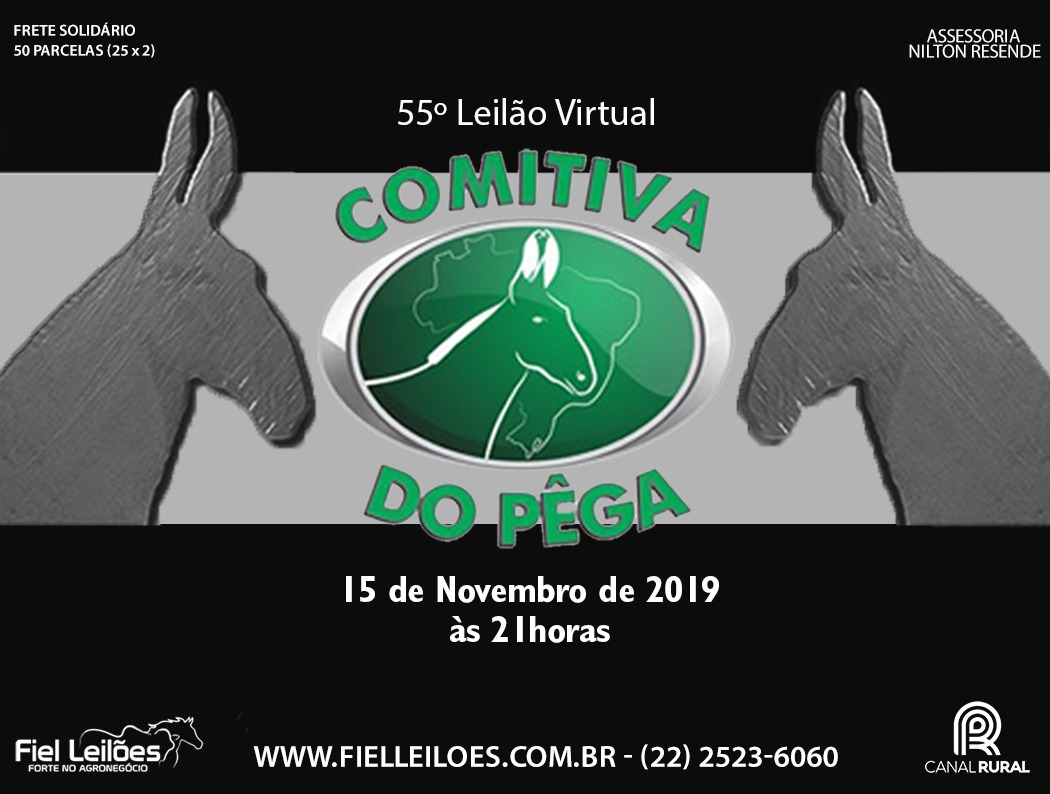 FRETE SOLIDÁRIO
50 PARCELAS (25 x 2)
ASSESSORIA
NILTON RESENDE
55º Leilão Virtual
COMITIVA
DO PÊGA
15 de Novembro de 2019
às 21horas
Fiel Leilões
FORTE NO AGRONEGÓCIO
WWW.FIELLEILOES.COM.BR - (22) 2523-6060
CANAL RURAL